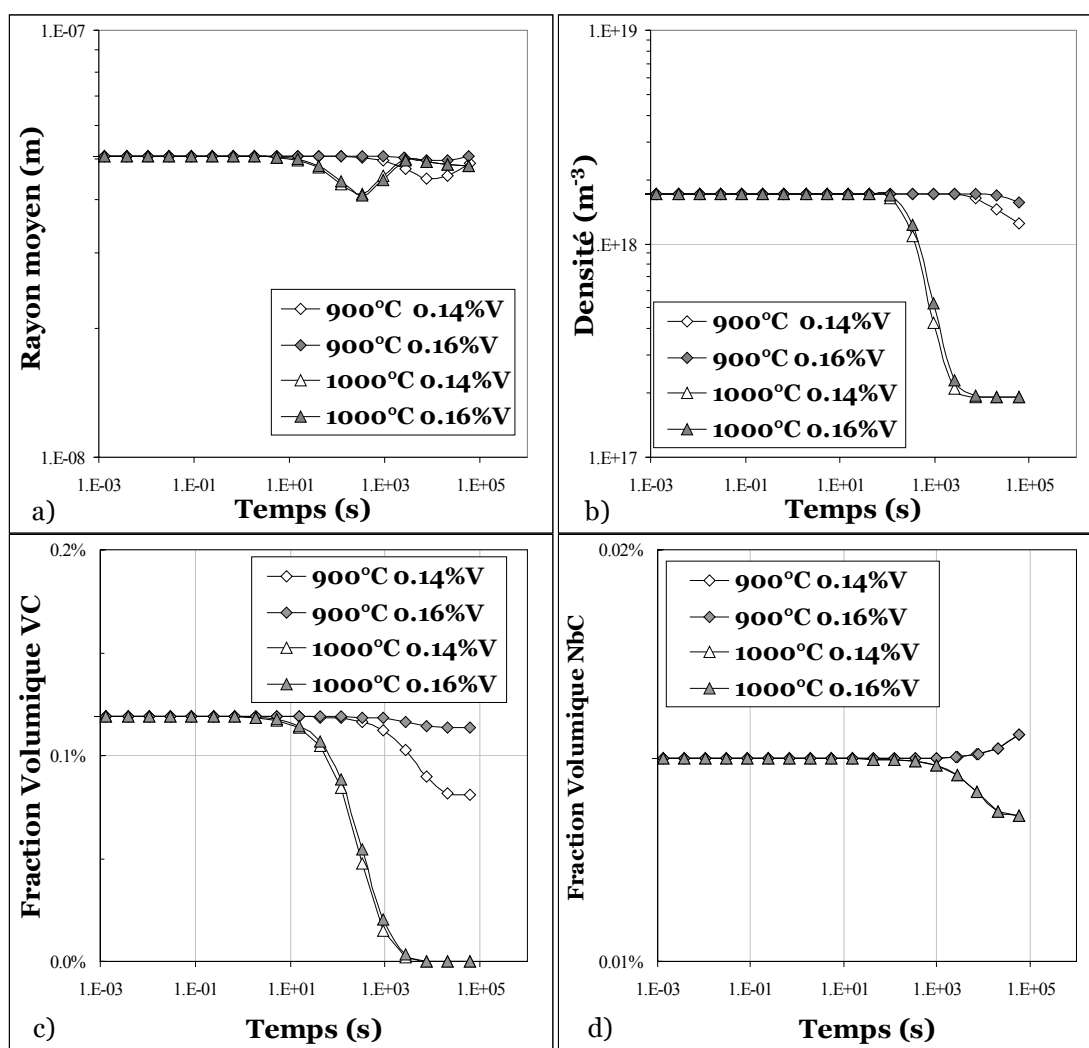 1.E-07
Rayon moyen (m)
900°C 0.14%V
900°C 0.16%V
1000°C 0.14%V
1000°C 0.16%V
1.E-08
1.E-03 1.E-01 1.E+01 1.E+03 1.E+05
a) Temps (s)
1.E+19
Densité (m-3)
1.E+18
900°C 0.14%V
900°C 0.16%V
1000°C 0.14%V
1000°C 0.16%V
1.E+17
1.E-03 1.E-01 1.E+01 1.E+03 1.E+05
b) Temps (s)
0.2%
Fraction Volumique VC
900°C 0.14%V
900°C 0.16%V
1000°C 0.14%V
1000°C 0.16%V
0.1%
0.0%
1.E-03 1.E-01 1.E+01 1.E+03 1.E+05
c) Temps (s)
0.02%
Fraction Volumique NbC
900°C 0.14%V
900°C 0.16%V
1000°C 0.14%V
1000°C 0.16%V
0.01%
1.E-03 1.E-01 1.E+01 1.E+03 1.E+05
d) Temps (s)